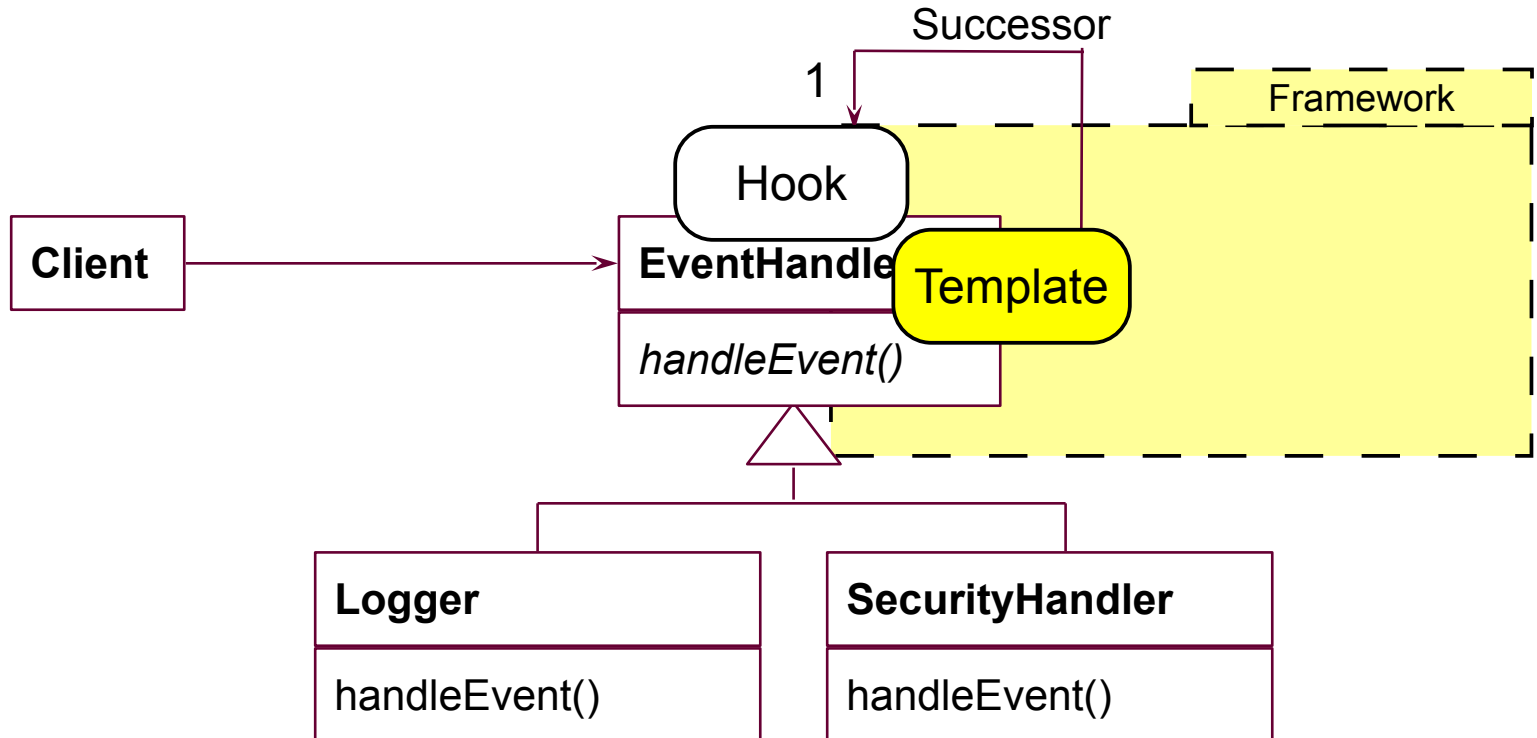 Successor
1
Framework
Hook
Client
EventHandle
Template
handleEvent()
Logger
SecurityHandler
handleEvent()
handleEvent()